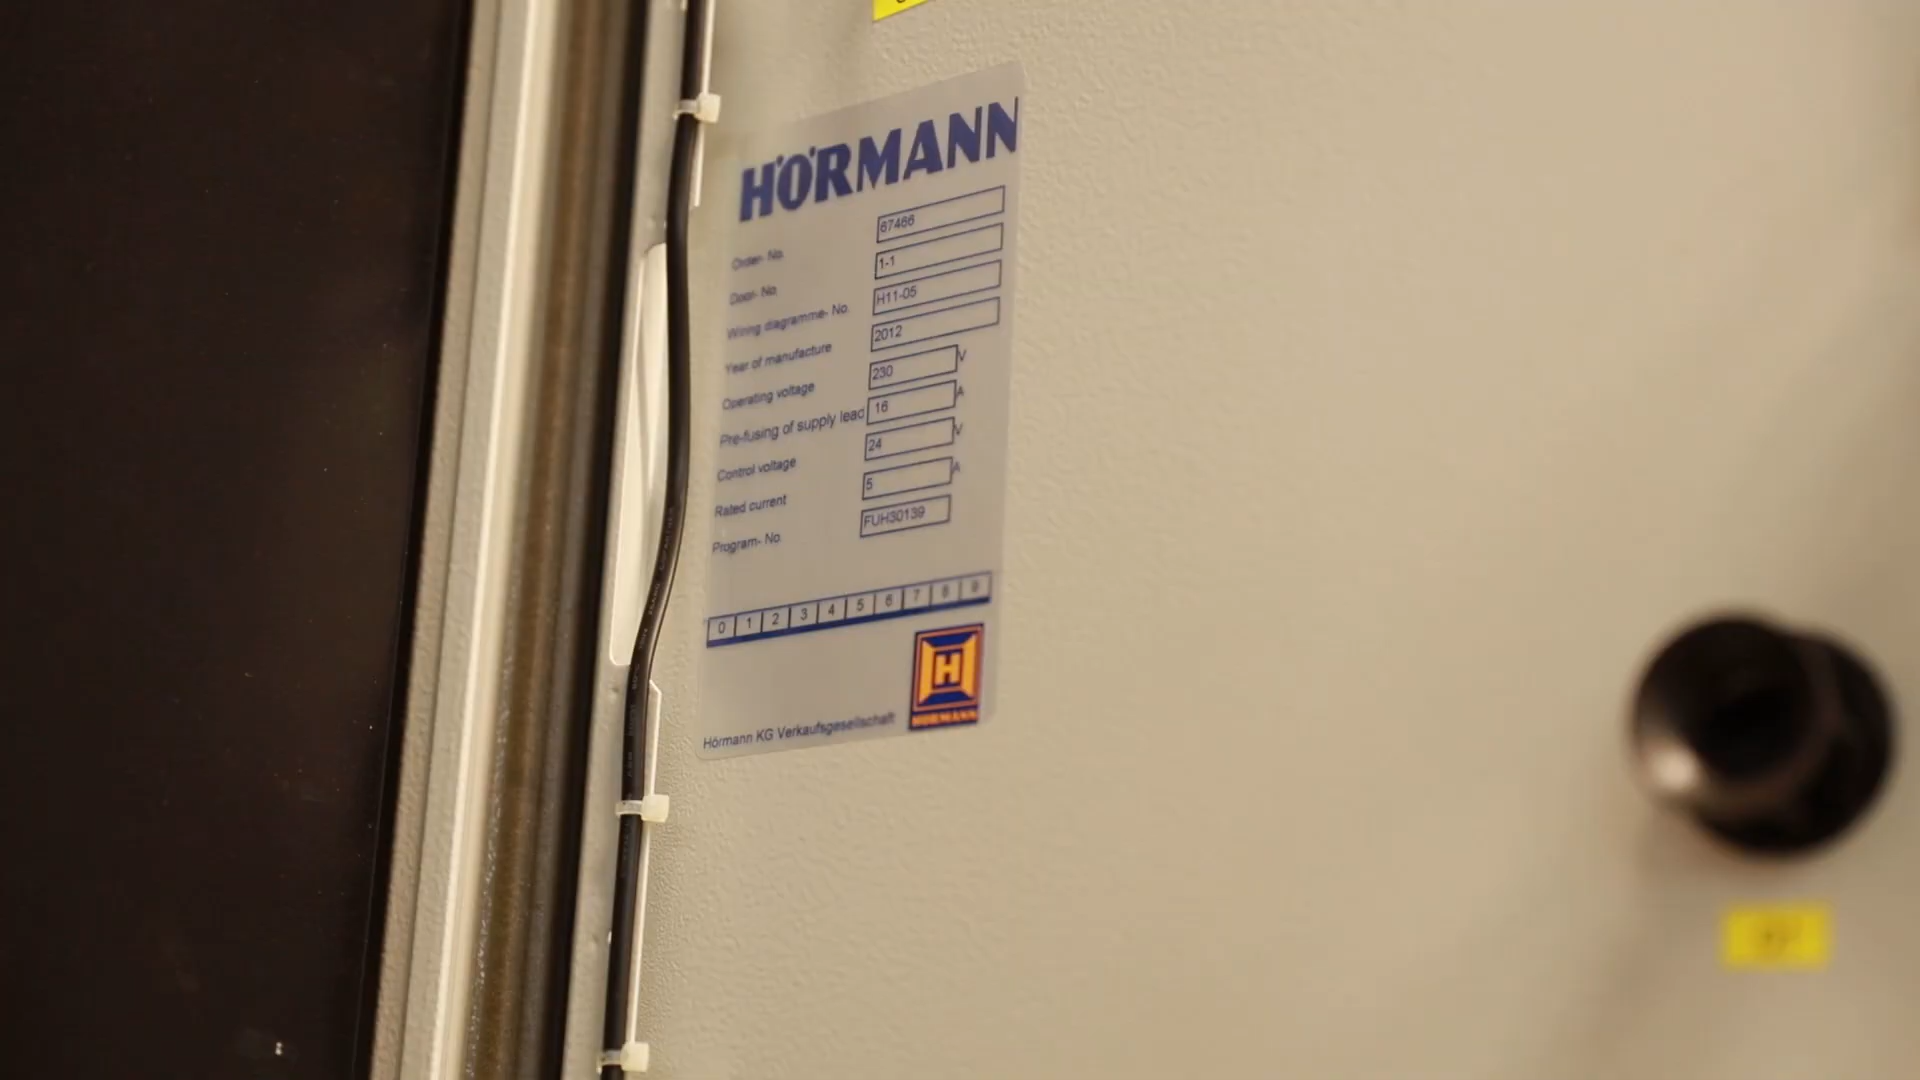 HÖRMANN
Order- No. 67466
Door- No. 1-1
Wiring diagramme- No. H11-05
Year of manufacture 2012
Operating voltage 230 V
Pre-fusing of supply lead 16 A
Control voltage 24 V
Rated current 5 A
Program- No. FUH30139
0 1 2 3 4 5 6 7 8 9
H
HÖRMANN
Hörmann KG Verkaufsgesellschaft